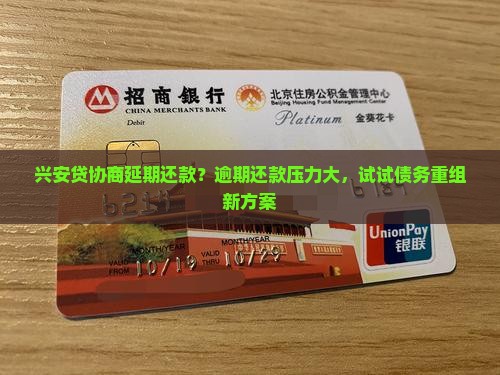 招商银行
CHINA MERCHANTS BANK
Debit
北京住房公积金管理中心
Beijing Housing Fund Management Center
Platinum 金葵花卡
兴安贷协商延期还款？逾期还款压力大，试试债务重组
新方案
MONTH/YEAR
MONTH/YEAR
VALID
FROM
10/19
VALID
THRU
10/29
UnionPay
银联